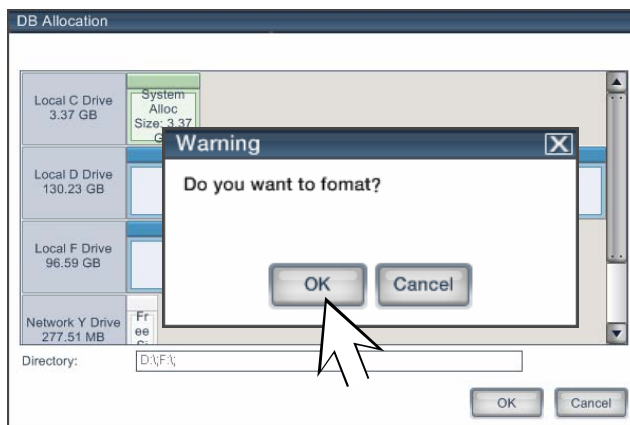 DB Allocation
Local C Drive
3.37 GB
System
Alloc
Size: 3.37
G
Warning
Do you want to fomat?
OK
Cancel
Local D Drive
130.23 GB
Local F Drive
96.59 GB
Network Y Drive
277.51 MB
Fr
ee
Directory:
D:\;F:\;
OK
Cancel